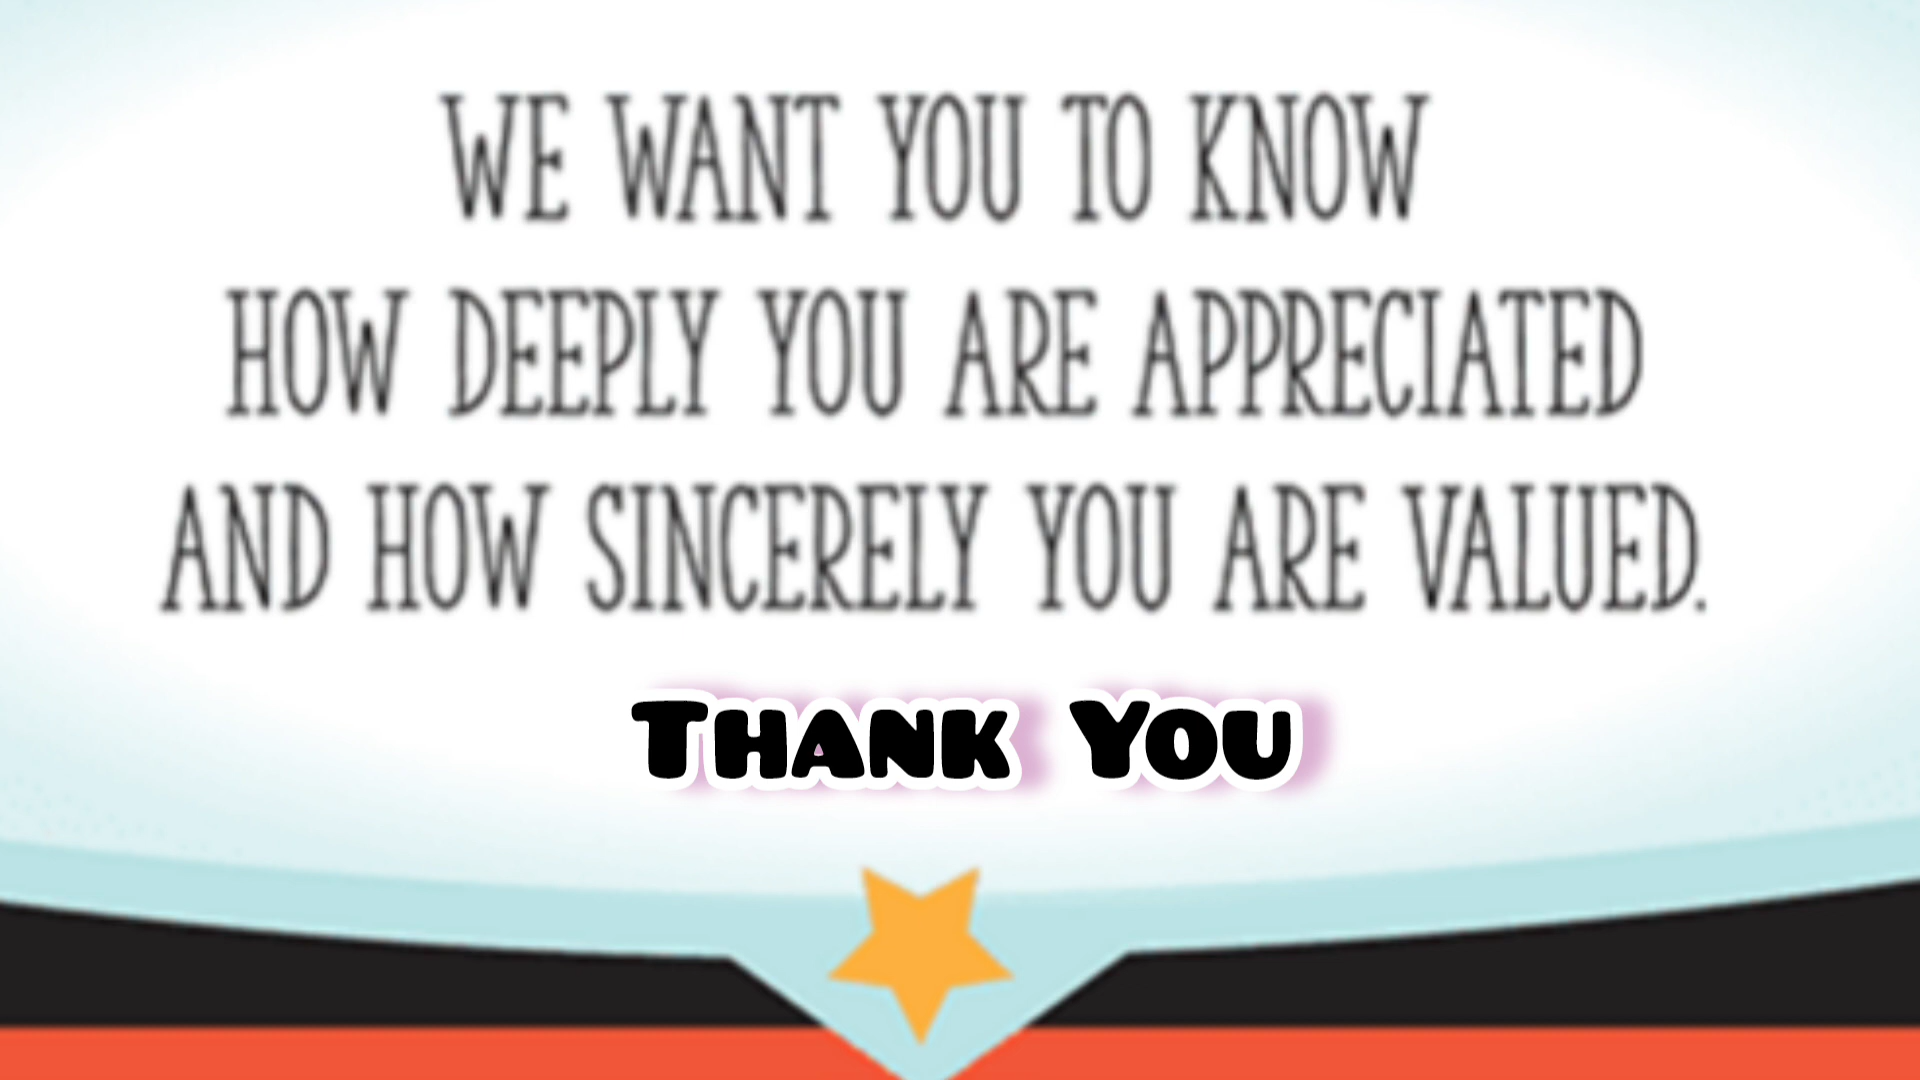 WE WANT YOU TO KNOW
HOW DEEPLY YOU ARE APPRECIATED
AND HOW SINCERELY YOU ARE VALUED.
THANK YOU